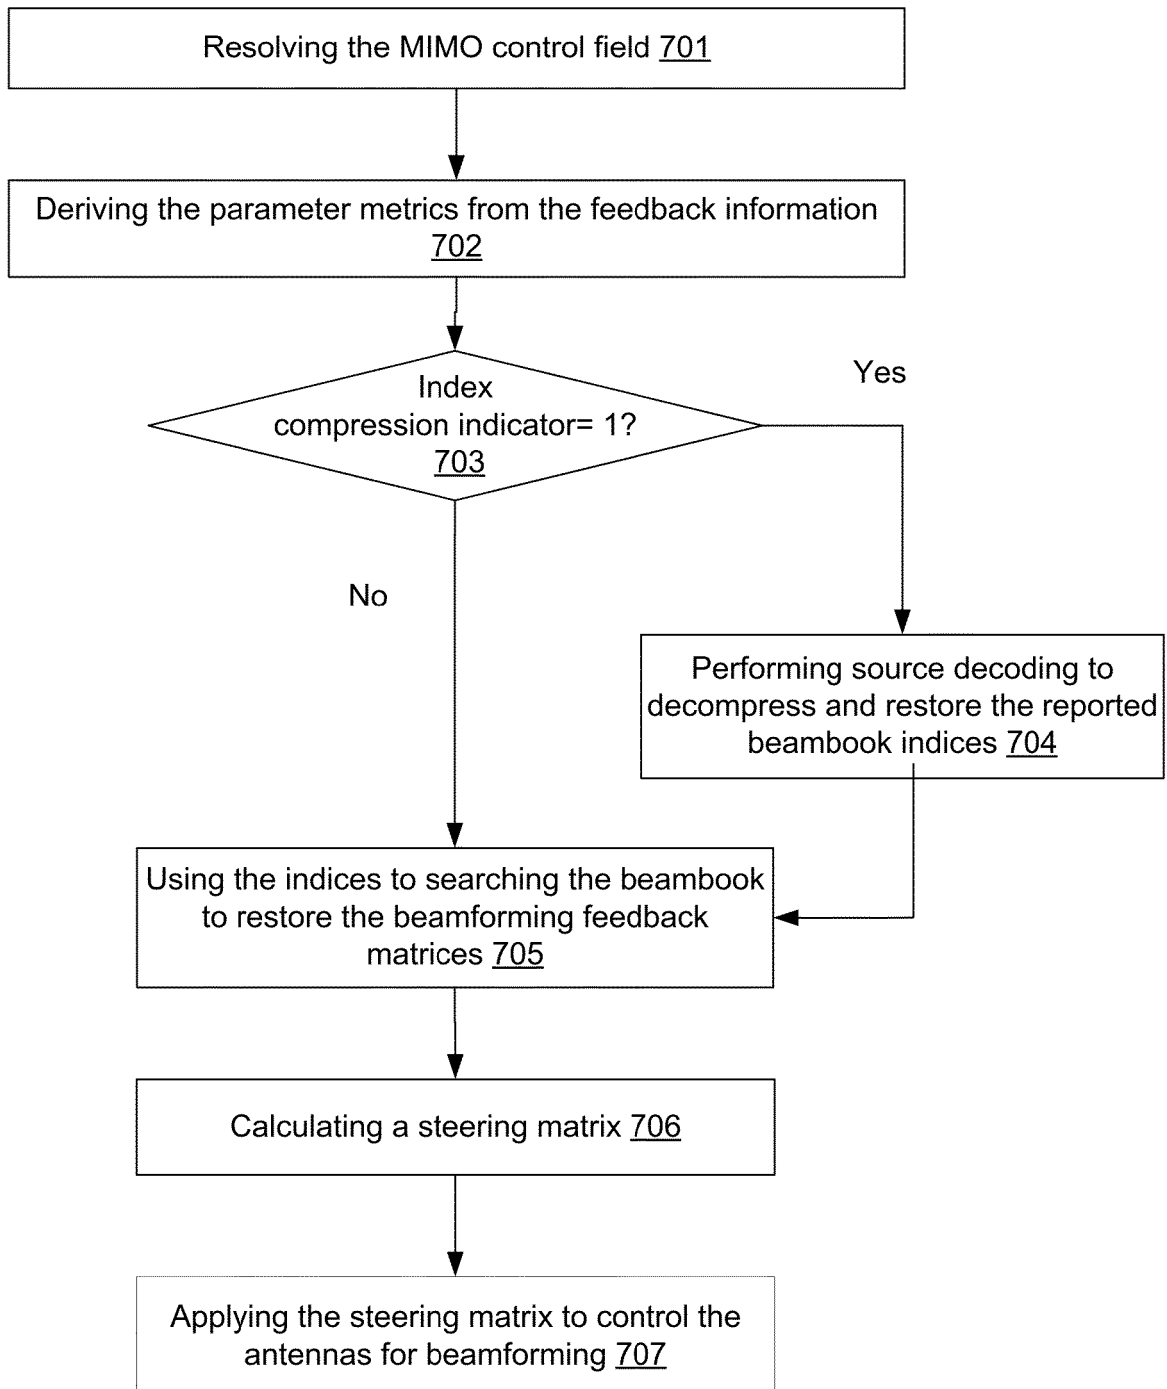 Resolving the MIMO control field 701
Deriving the parameter metrics from the feedback information
702
Index
compression indicator= 1?
703
Yes
No
Performing source decoding to
decompress and restore the reported
beambook indices 704
Using the indices to searching the beambook
to restore the beamforming feedback
matrices 705
Calculating a steering matrix 706
Applying the steering matrix to control the
antennas for beamforming 707